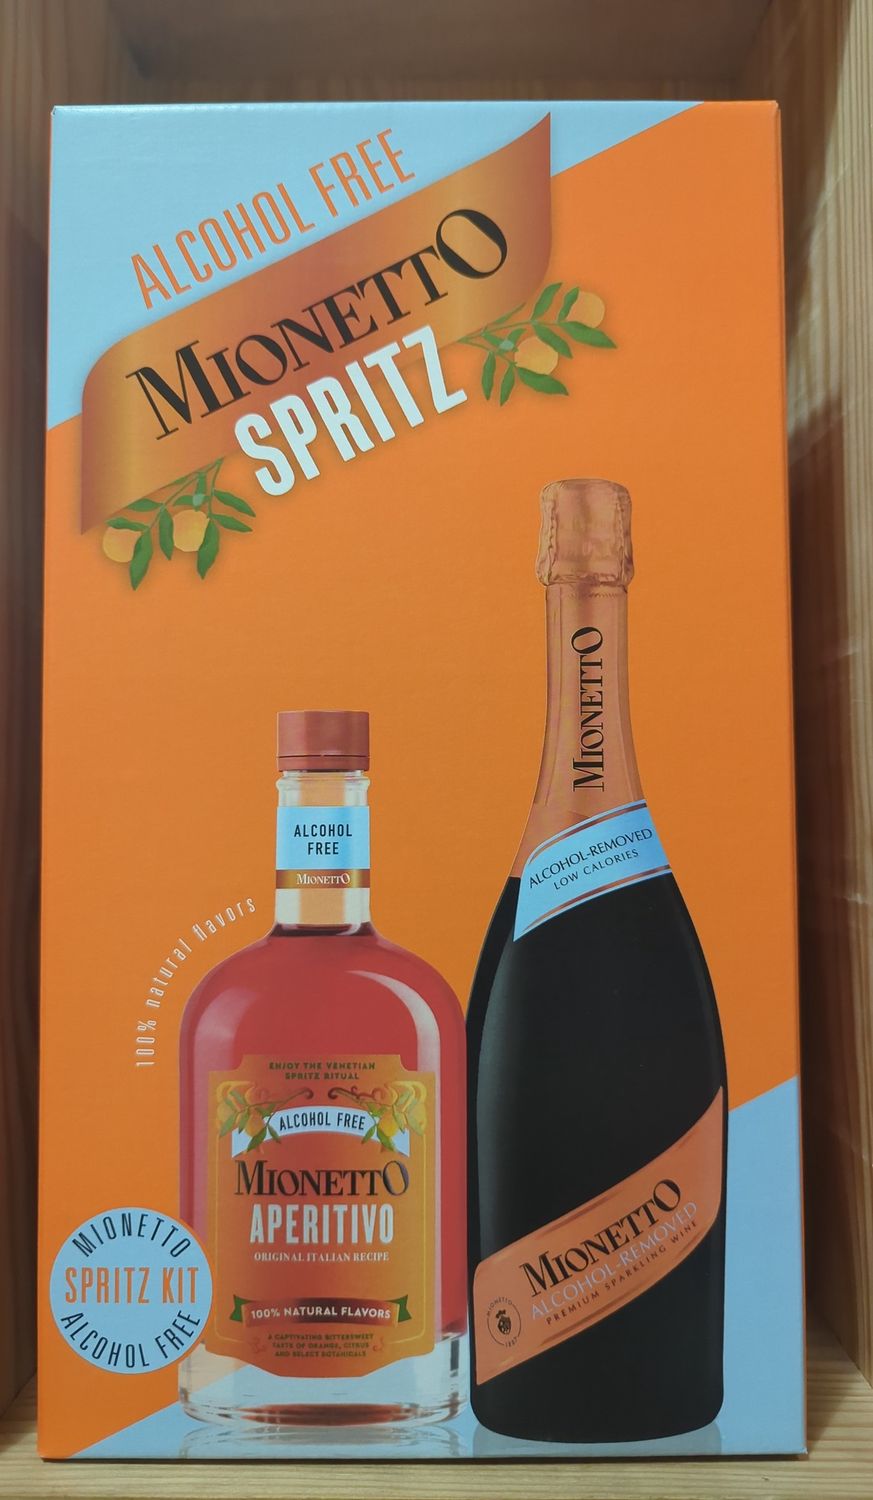 ALCOHOL FREE
MIONETTO
SPRITZ
MIONETTO
ALCOHOL-REMOVED
LOW CALORIES
ALCOHOL
FREE
MIONETTO
100% natural flavors
ENJOY THE VENETIAN
SPRITZ RITUAL
ALCOHOL FREE
MIONETTO
APERITIVO
ORIGINAL ITALIAN RECIPE
100% NATURAL FLAVORS
A CAPTIVATING BITTERSWEET
TASTE OF ORANGE, CITRUS
AND SELECT BOTANICALS
MIONETTO
ALCOHOL-REMOVED
PREMIUM SPARKLING WINE
MIONETTO
1887
MIONETTO
SPRITZ KIT
ALCOHOL FREE